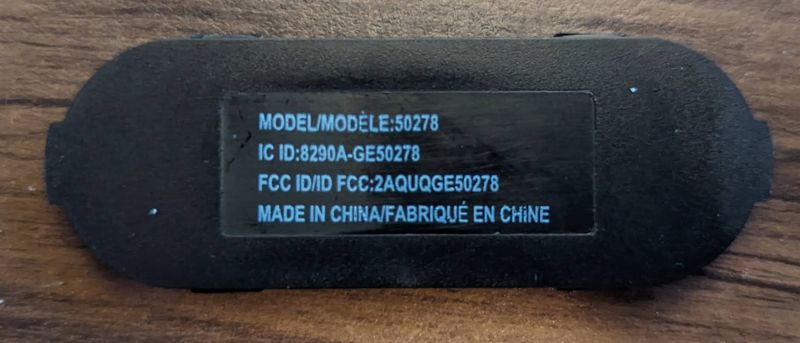 MODEL/MODÈLE:50278
IC ID:8290A-GE50278
FCC ID/ID FCC:2AQUQGE50278
MADE IN CHINA/FABRIQUÉ EN CHiNE